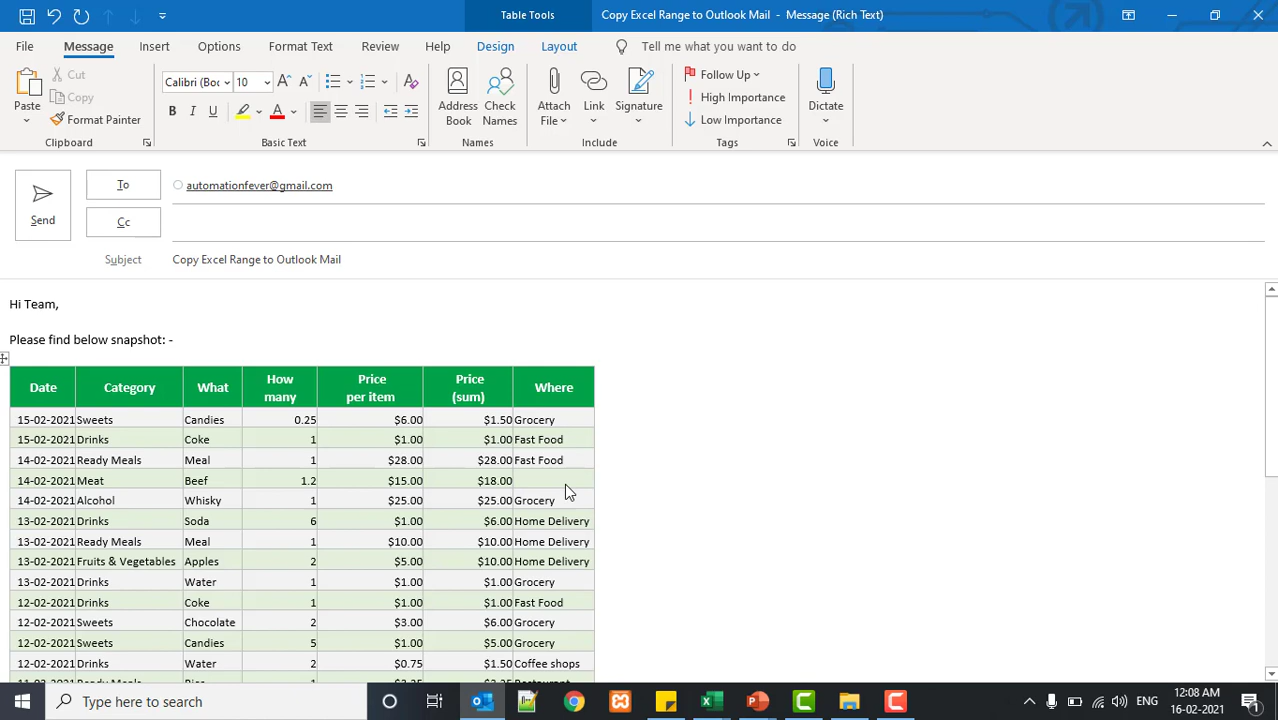 Table Tools
Copy Excel Range to Outlook Mail - Message (Rich Text)
File Message Insert Options Format Text Review Help Design Layout Tell me what you want to do
Paste
Cut
Copy
Format Painter
Clipboard
Calibri (Boc 10
B I U
Basic Text
Address Book
Check Names
Names
Attach File
Link
Signature
Include
Follow Up
High Importance
Low Importance
Tags
Dictate
Voice
Send
To automationfever@gmail.com
Cc
Subject Copy Excel Range to Outlook Mail
Hi Team,
Please find below snapshot: -
Date Category What How many Price per item Price (sum) Where
15-02-2021 Sweets Candies 0.25 $6.00 $1.50 Grocery
15-02-2021 Drinks Coke 1 $1.00 $1.00 Fast Food
14-02-2021 Ready Meals Meal 1 $28.00 $28.00 Fast Food
14-02-2021 Meat Beef 1.2 $15.00 $18.00
14-02-2021 Alcohol Whisky 1 $25.00 $25.00 Grocery
13-02-2021 Drinks Soda 6 $1.00 $6.00 Home Delivery
13-02-2021 Ready Meals Meal 1 $10.00 $10.00 Home Delivery
13-02-2021 Fruits & Vegetables Apples 2 $5.00 $10.00 Home Delivery
13-02-2021 Drinks Water 1 $1.00 $1.00 Grocery
12-02-2021 Drinks Coke 1 $1.00 $1.00 Fast Food
12-02-2021 Sweets Chocolate 2 $3.00 $6.00 Grocery
12-02-2021 Sweets Candies 5 $1.00 $5.00 Grocery
12-02-2021 Drinks Water 2 $0.75 $1.50 Coffee shops
Type here to search
ENG
12:08 AM
16-02-2021